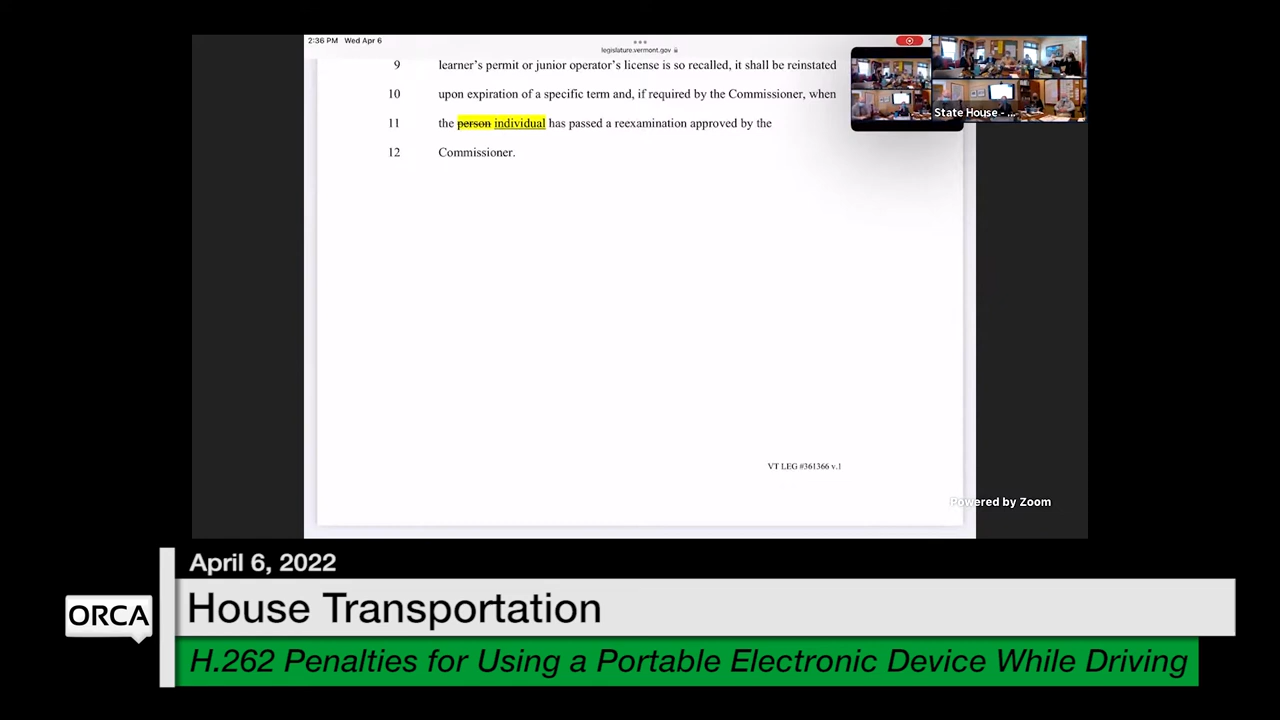 2:36 PM Wed Apr 6
legislature.vermont.gov
9 learner's permit or junior operator's license is so recalled, it shall be reinstated
10 upon expiration of a specific term and, if required by the Commissioner, when
11 the person individual has passed a reexamination approved by the
12 Commissioner.
State House - ...
VT LEG #361366 v.1
Powered by Zoom
April 6, 2022
ORCA
House Transportation
H.262 Penalties for Using a Portable Electronic Device While Driving